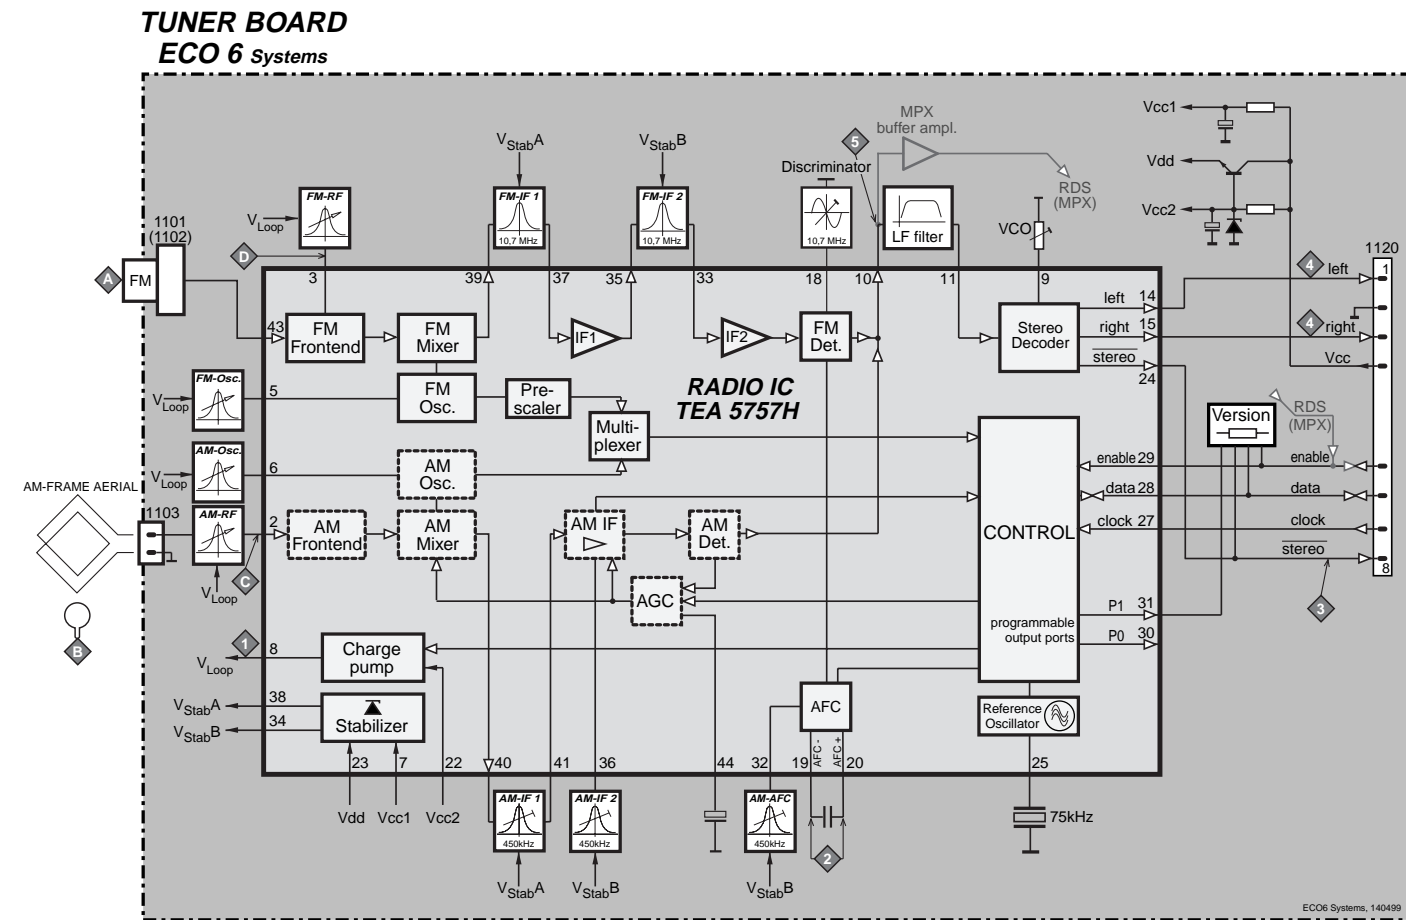 TUNER BOARD
ECO 6 Systems
Vcc1
Vdd
Vcc2
MPX
buffer ampl.
5
RDS
(MPX)
VStabA
VStabB
Discriminator
FM-RF
VLoop
D
FM-IF 1
10,7 MHz
FM-IF 2
10,7 MHz
10,7 MHz
LF filter
VCO
1101
(1102)
A
FM
1120
3
39
37
35
33
18
10
11
9
4
left
1
4
right
Vcc
43
FM
Frontend
FM
Mixer
IF1
IF2
FM
Det.
Stereo
Decoder
left 14
right 15
stereo
24
FM-Osc.
VLoop
5
FM
Osc.
Pre-
scaler
Multi-
plexer
RADIO IC
TEA 5757H
Version
RDS
(MPX)
AM-Osc.
VLoop
6
AM
Osc.
enable 29
enable
data 28
data
clock 27
clock
stereo
8
3
AM-FRAME AERIAL
1103
AM-RF
VLoop
C
B
2
AM
Frontend
AM
Mixer
AM IF
AM
Det.
AGC
CONTROL
programmable
output ports
P1 31
P0 30
1
8
VLoop
Charge
pump
VStabA
38
VStabB
34
Stabilizer
AFC
AFC -
AFC +
Reference
Oscillator
23
7
22
40
41
36
44
32
19
20
25
Vdd
Vcc1
Vcc2
AM-IF 1
450kHz
AM-IF 2
450kHz
AM-AFC
450kHz
2
75kHz
VStabA
VStabB
VStabB
ECO6 Systems, 140499